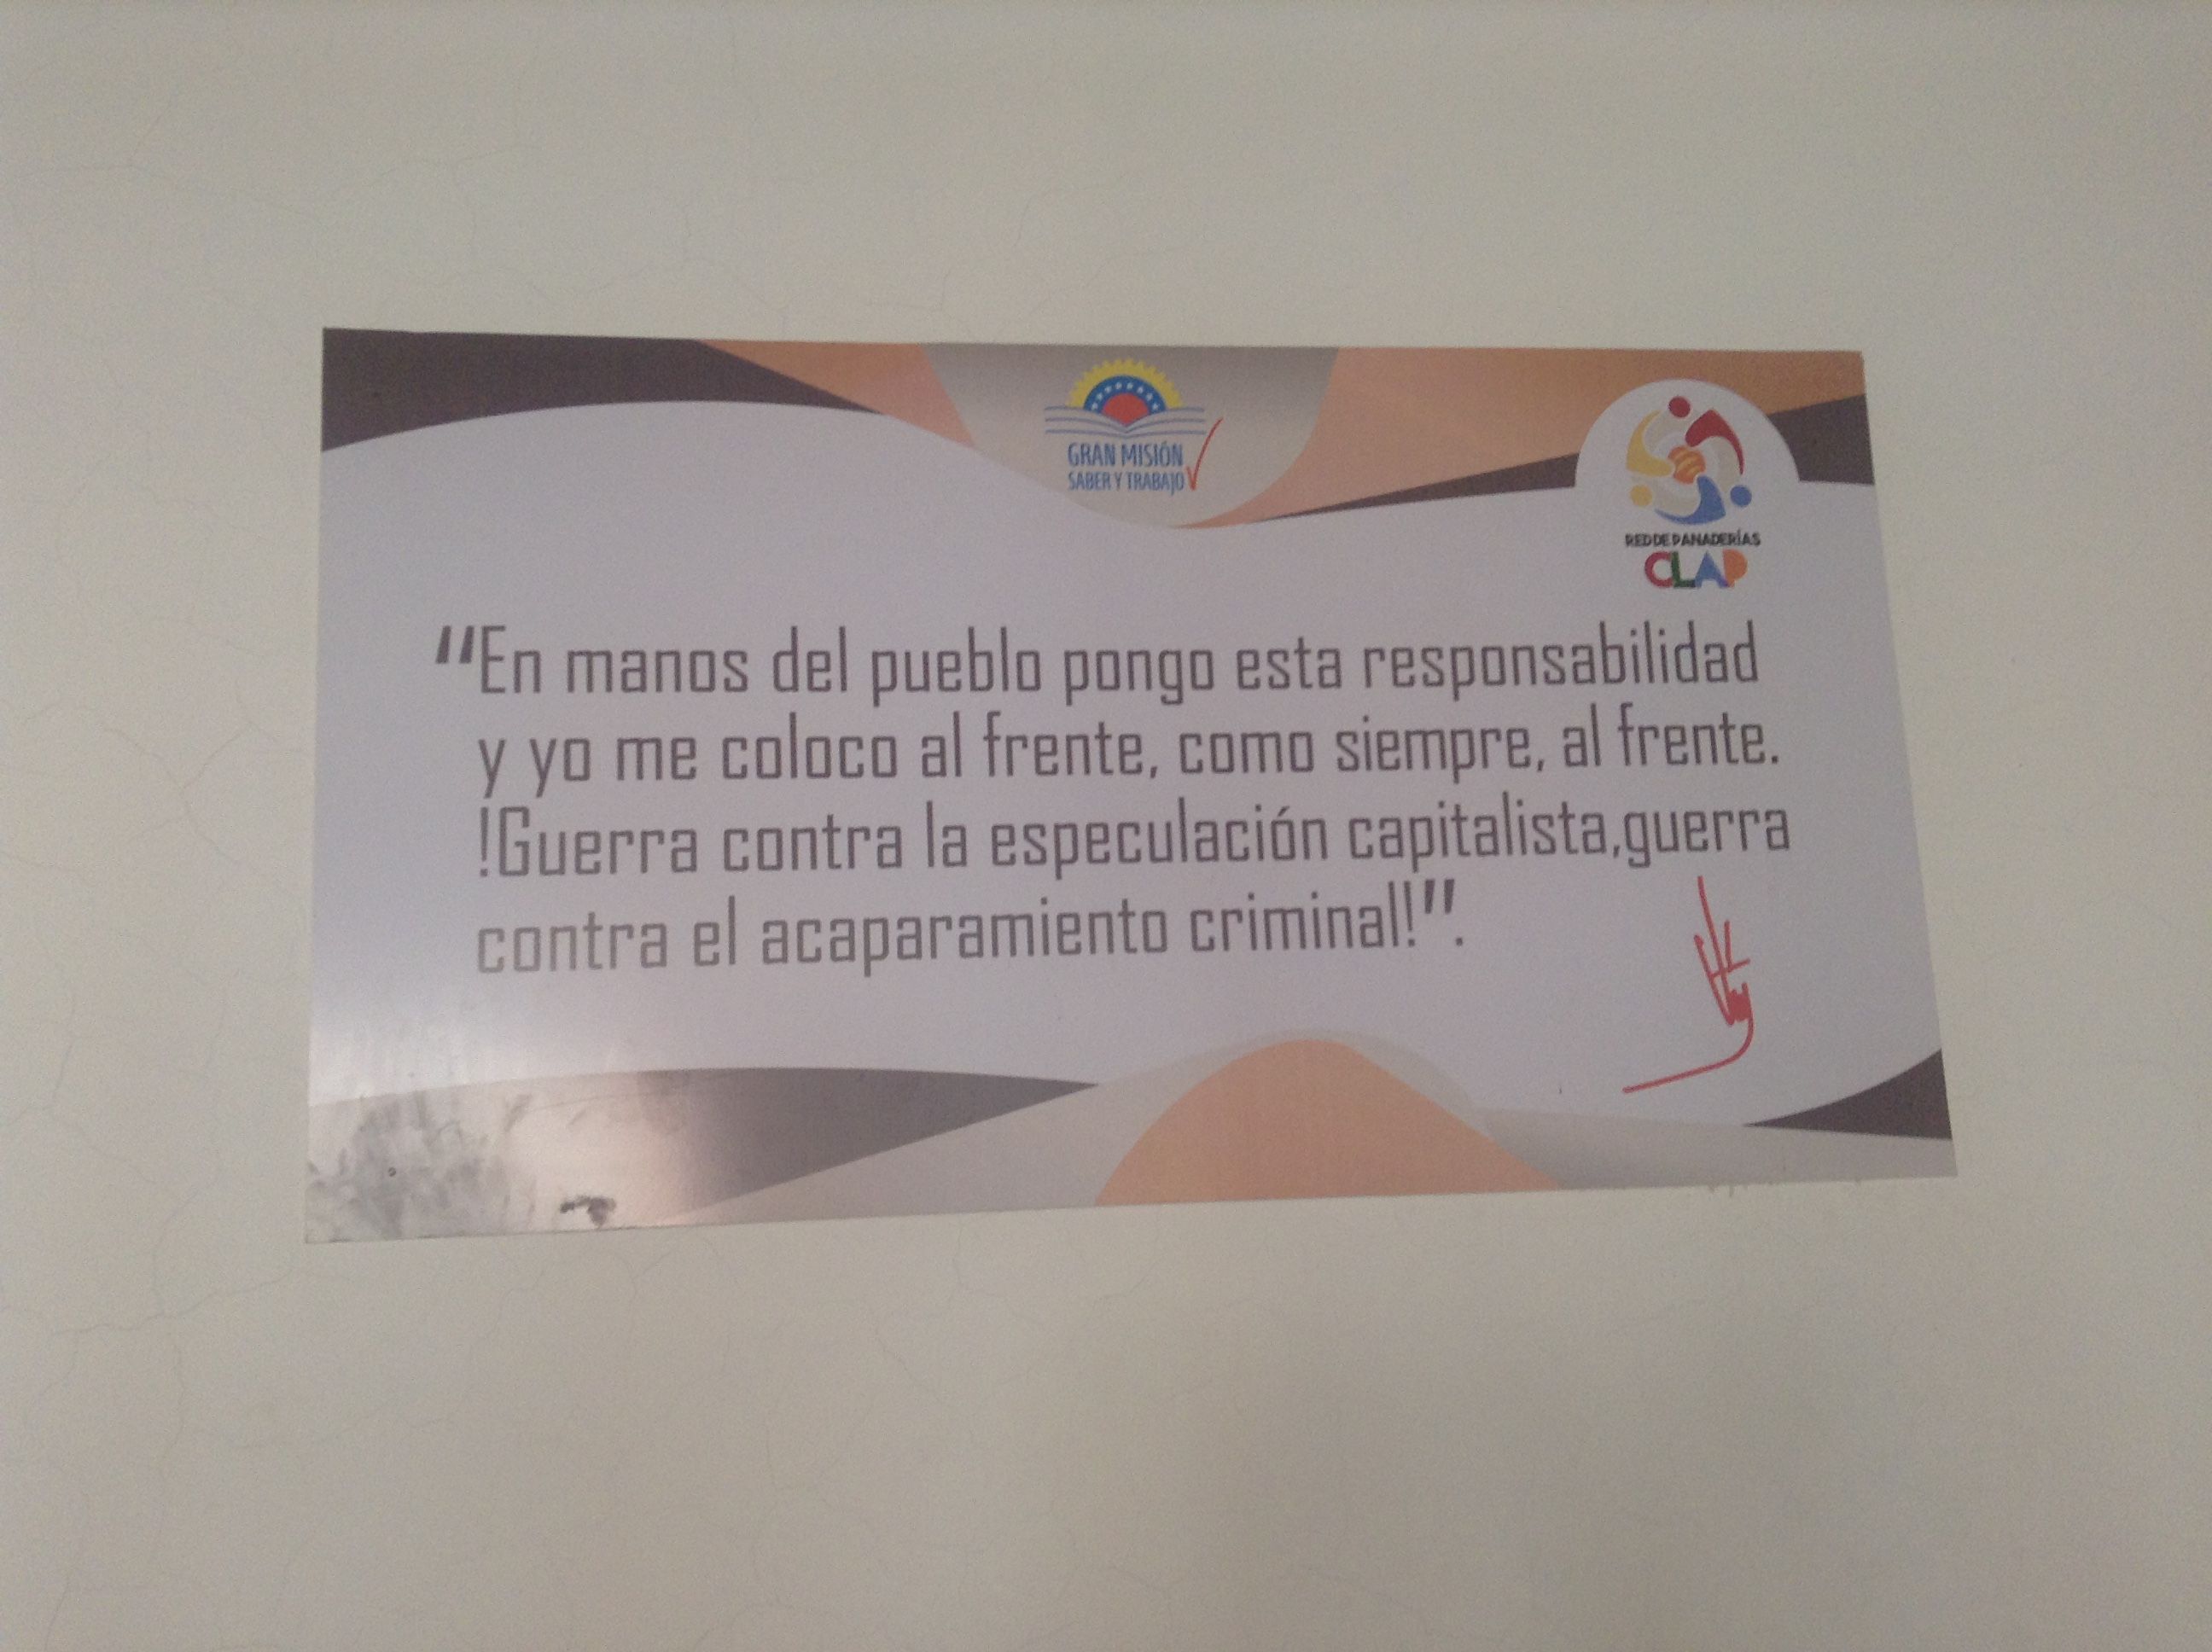 GRAN MISIÓN
SABER Y TRABAJO
RED DE PANADERÍAS
CLAP
"En manos del pueblo pongo esta responsabilidad
y yo me coloco al frente, como siempre, al frente.
!Guerra contra la especulación capitalista,guerra
contra el acaparamiento criminal!".